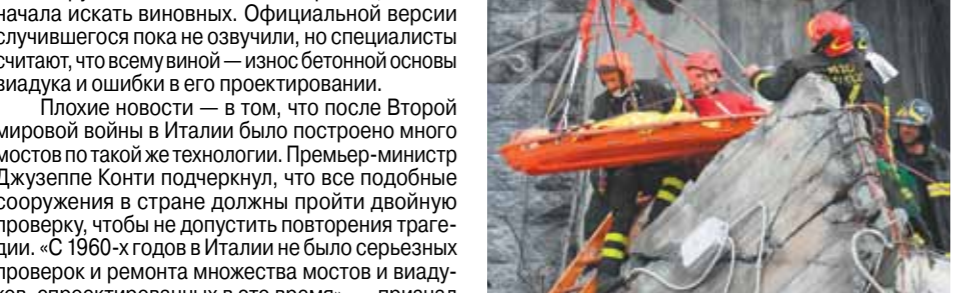 начала искать виновных. Официальной версии
случившегося пока не озвучили, но специалисты
считают, что всему виной — износ бетонной основы
виадука и ошибки в его проектировании.
Плохие новости — в том, что после Второй
мировой войны в Италии было построено много
мостов по такой же технологии. Премьер-министр
Джузеппе Конти подчеркнул, что все подобные
сооружения в стране должны пройти двойную
проверку, чтобы не допустить повторения траге-
дии. «С 1960-х годов в Италии не было серьезных
проверок и ремонта множества мостов и виаду-
ков, спроектированных в это время», — признал